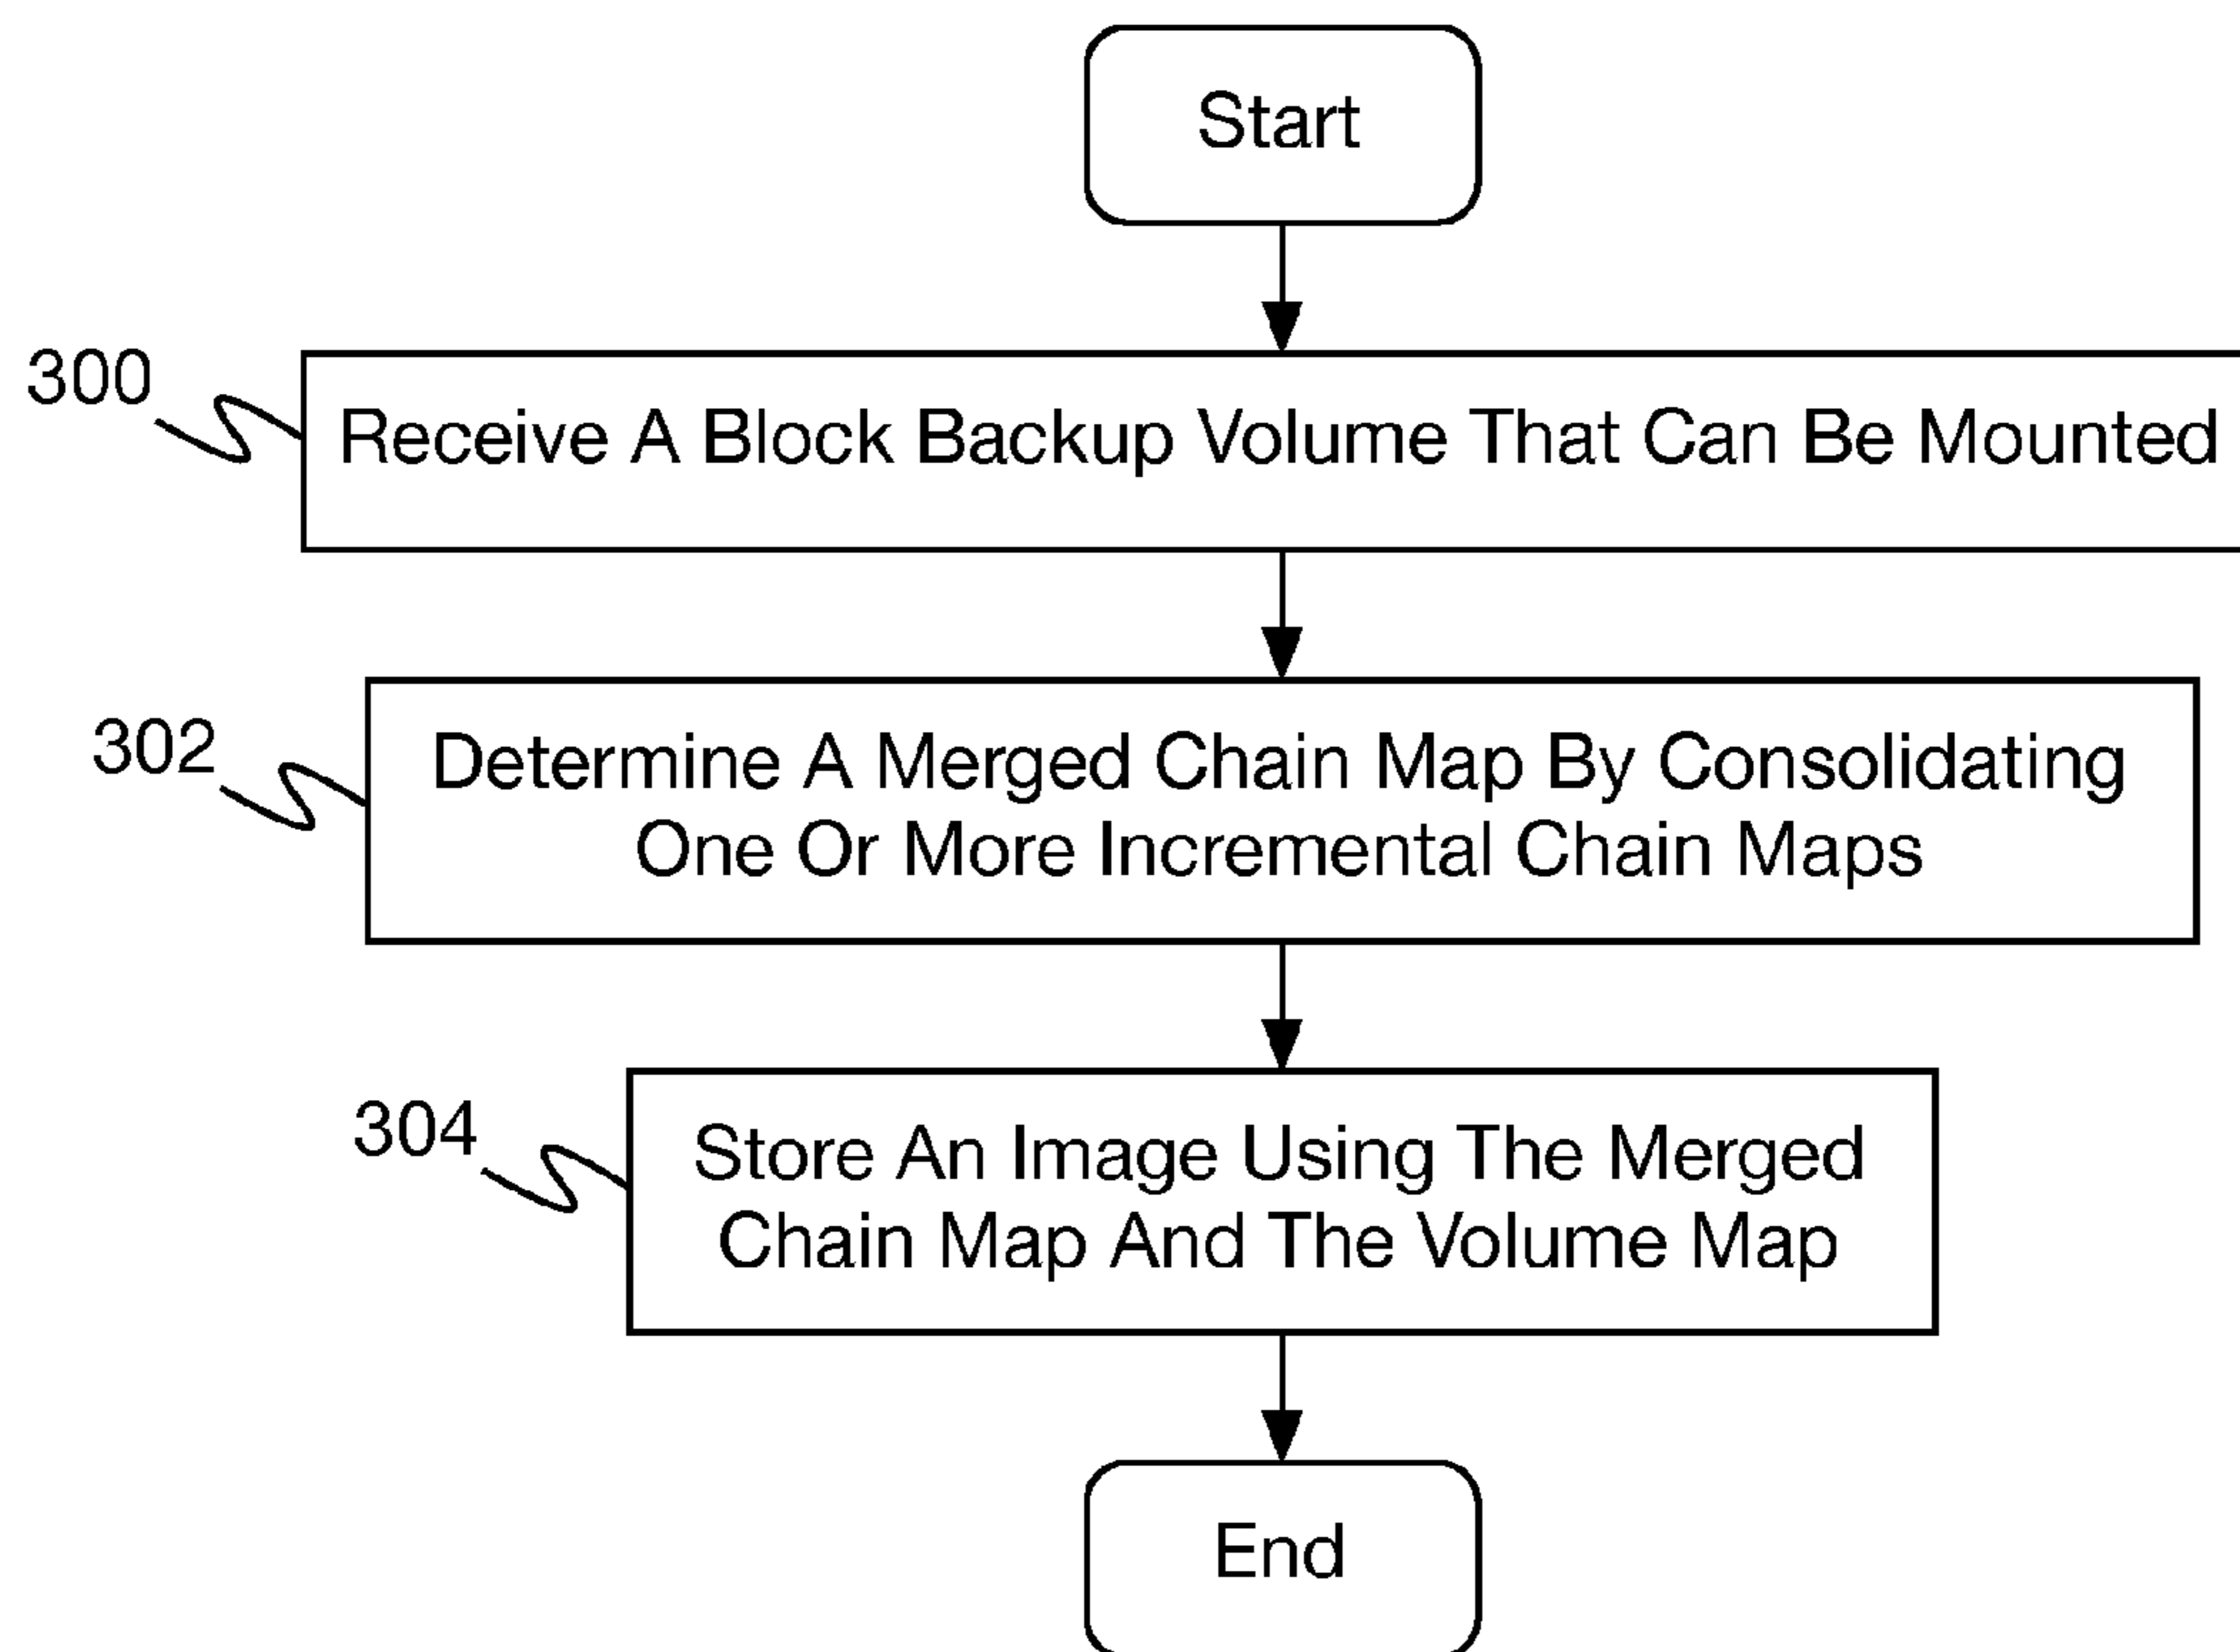 Start
300
Receive A Block Backup Volume That Can Be Mounted
302
Determine A Merged Chain Map By Consolidating
One Or More Incremental Chain Maps
304
Store An Image Using The Merged
Chain Map And The Volume Map
End